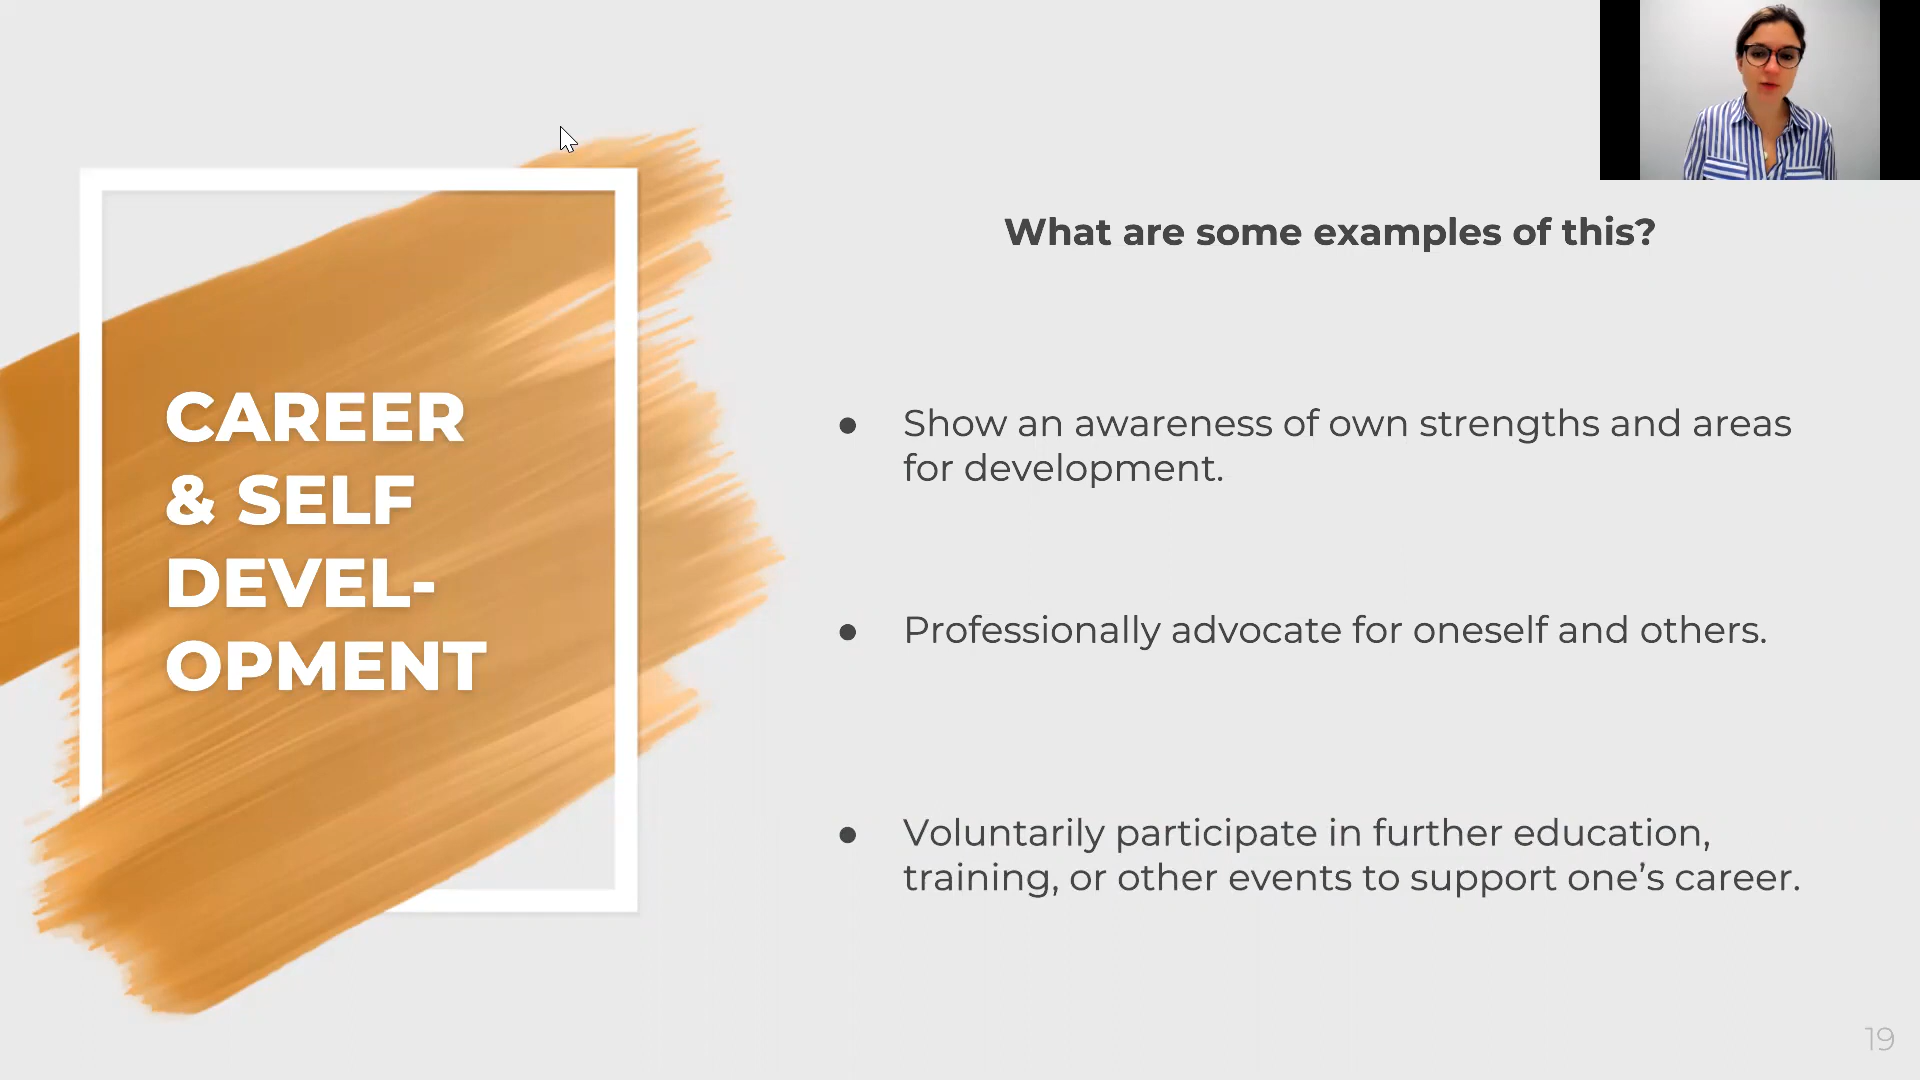 CAREER
& SELF
DEVEL-
OPMENT
What are some examples of this?
● Show an awareness of own strengths and areas
for development.
● Professionally advocate for oneself and others.
● Voluntarily participate in further education,
training, or other events to support one’s career.
19